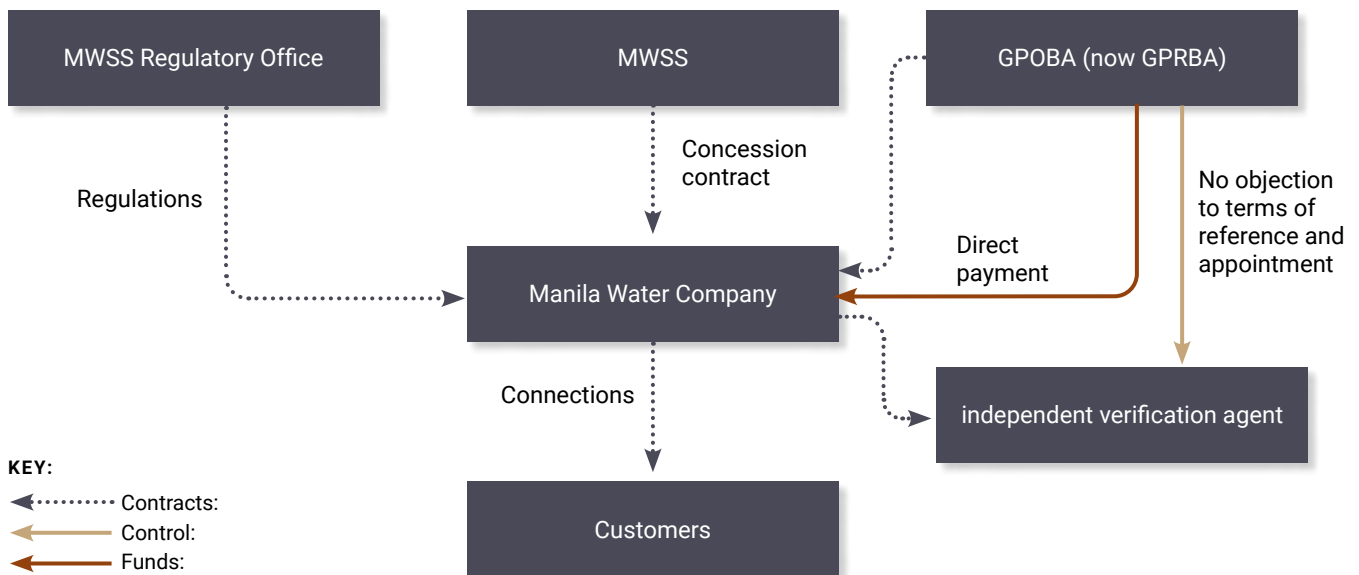 MWSS Regulatory Office
MWSS
GPOBA (now GPRBA)
Regulations
Concession
contract
No objection
to terms of
reference and
appointment
Direct
payment
Manila Water Company
Connections
independent verification agent
KEY:
Contracts:
Control:
Funds:
Customers